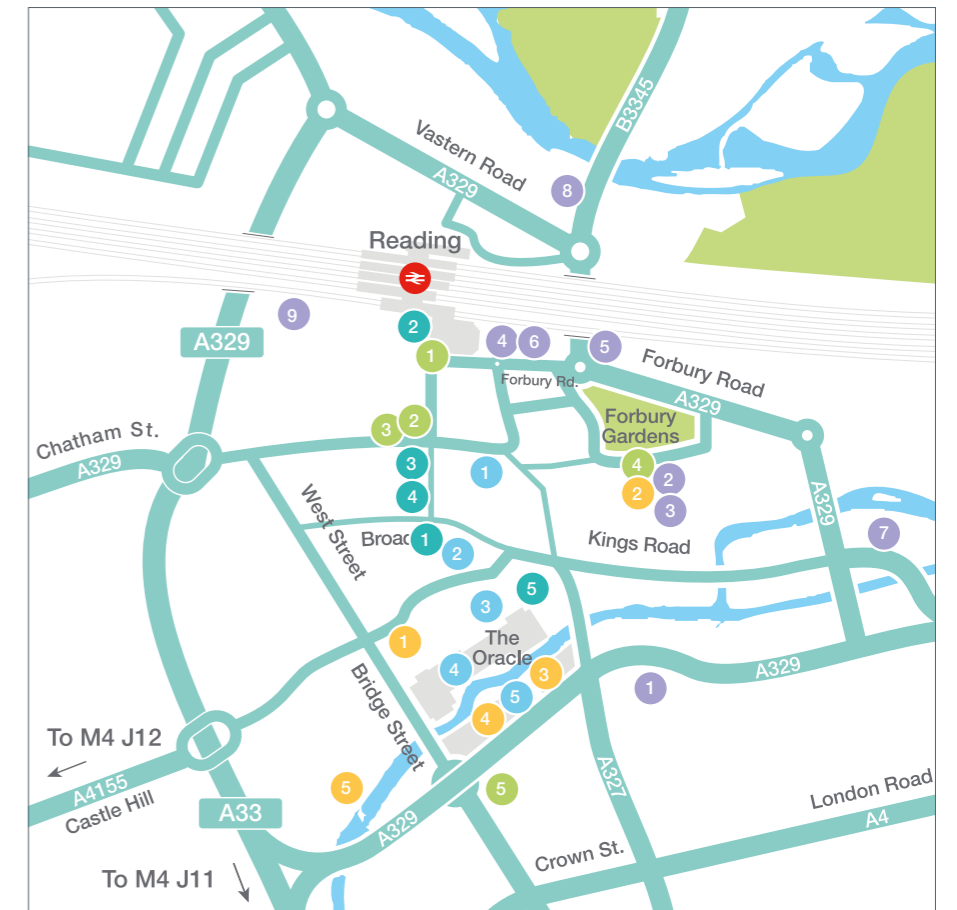 B3345
Vastern Road
A329
8
Reading
9
2
A329
1
4
6
5
Forbury Rd.
Forbury Road
A329
Forbury
Gardens
3
2
Chatham St.
A329
3
4
1
4
2
2
3
A329
West Street
Broad
1
2
Kings Road
7
3
5
1
The
Oracle
4
3
5
4
Bridge Street
1
A329
To M4 J12
A4155
Castle Hill
A33
5
A329
5
A327
London Road
A4
Crown St.
To M4 J11